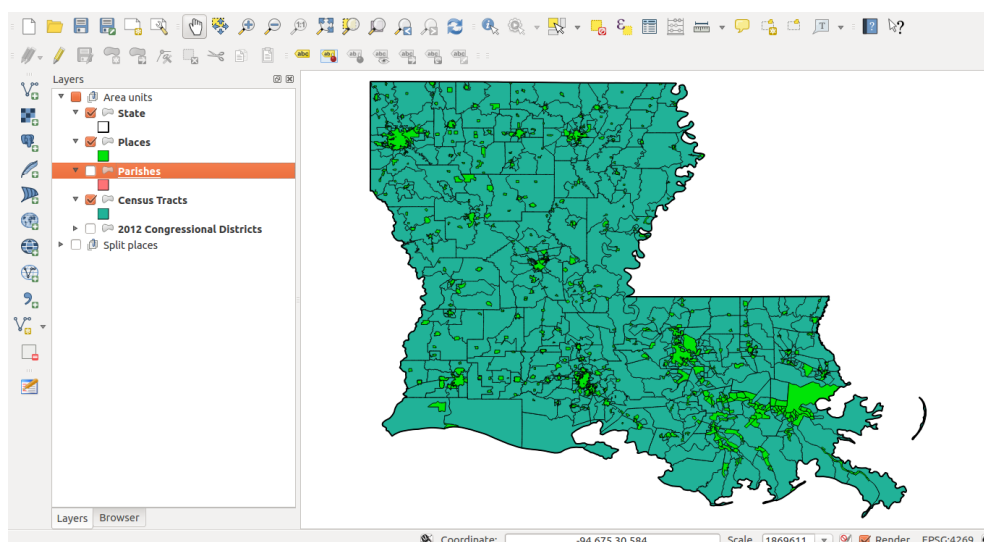 Layers
Area units
State
Places
Parishes
Census Tracts
2012 Congressional Districts
Split places
Layers Browser
Coordinate: -94.675,30.584 Scale 1869611 Render EPSG:4269